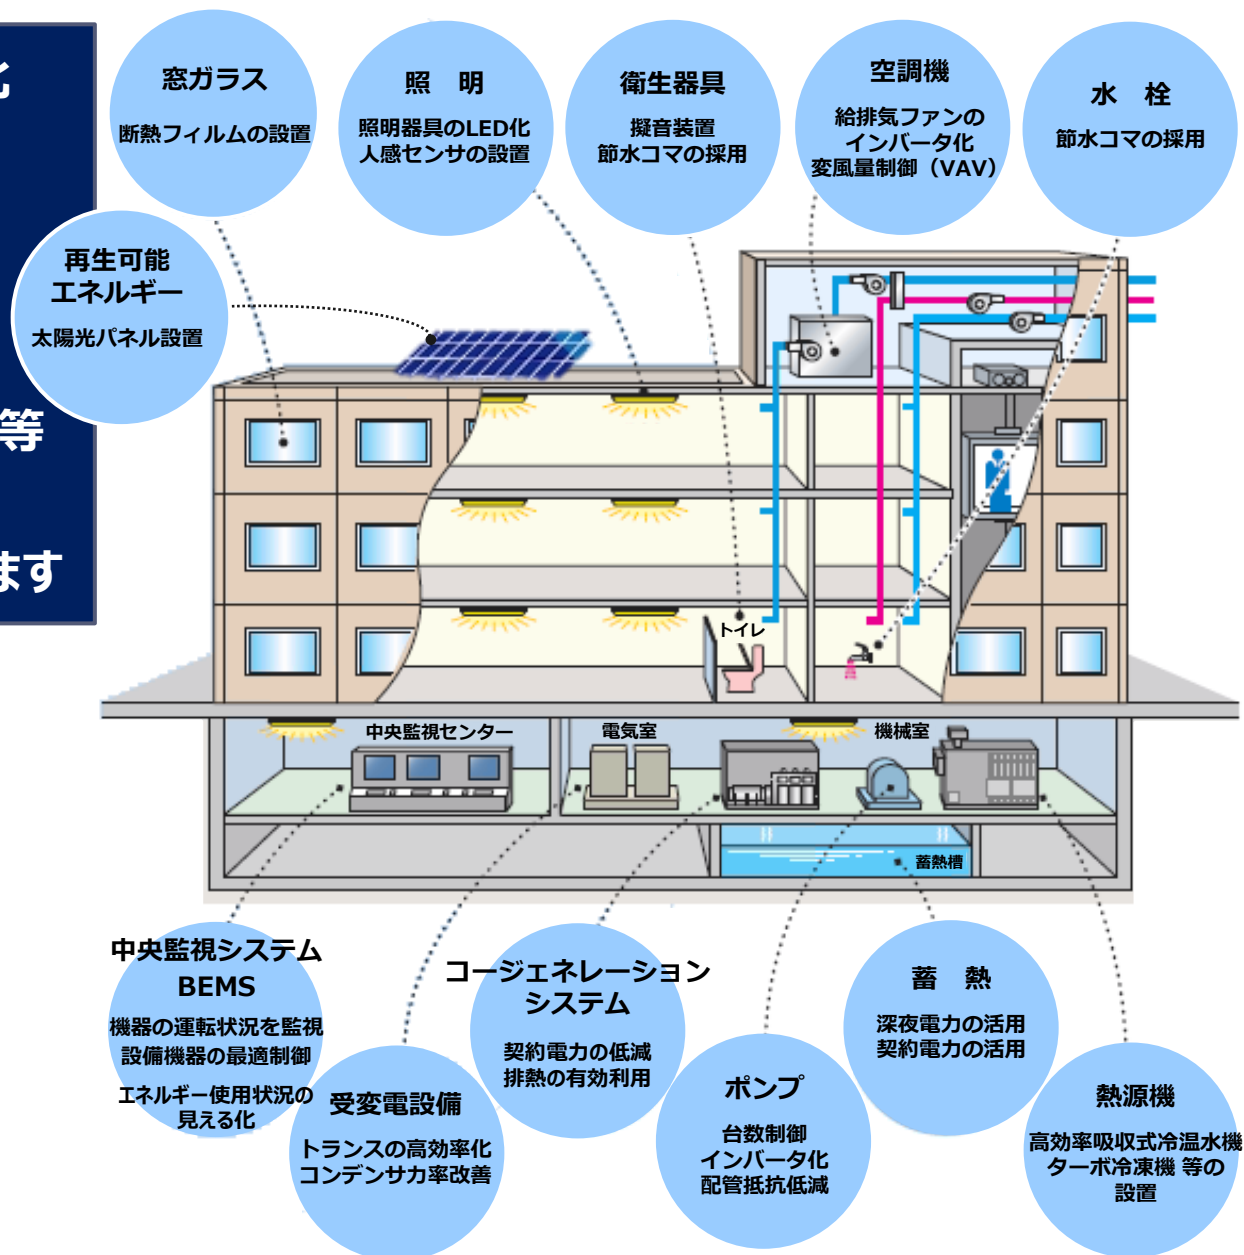 化
等
ます
窓ガラス
断熱フィルムの設置
照　明
照明器具のLED化
人感センサの設置
衛生器具
擬音装置
節水コマの採用
空調機
給排気ファンの
インバータ化
変風量制御（VAV）
水　栓
節水コマの採用
再生可能
エネルギー
太陽光パネル設置
トイレ
中央監視センター
電気室
機械室
蓄熱槽
中央監視システム
BEMS
機器の運転状況を監視
設備機器の最適制御
エネルギー使用状況の
見える化
受変電設備
トランスの高効率化
コンデンサカ率改善
コージェネレーション
システム
契約電力の低減
排熱の有効利用
ポンプ
台数制御
インバータ化
配管抵抗低減
蓄　熱
深夜電力の活用
契約電力の活用
熱源機
高効率吸収式冷温水機
ターボ冷凍機 等の
設置